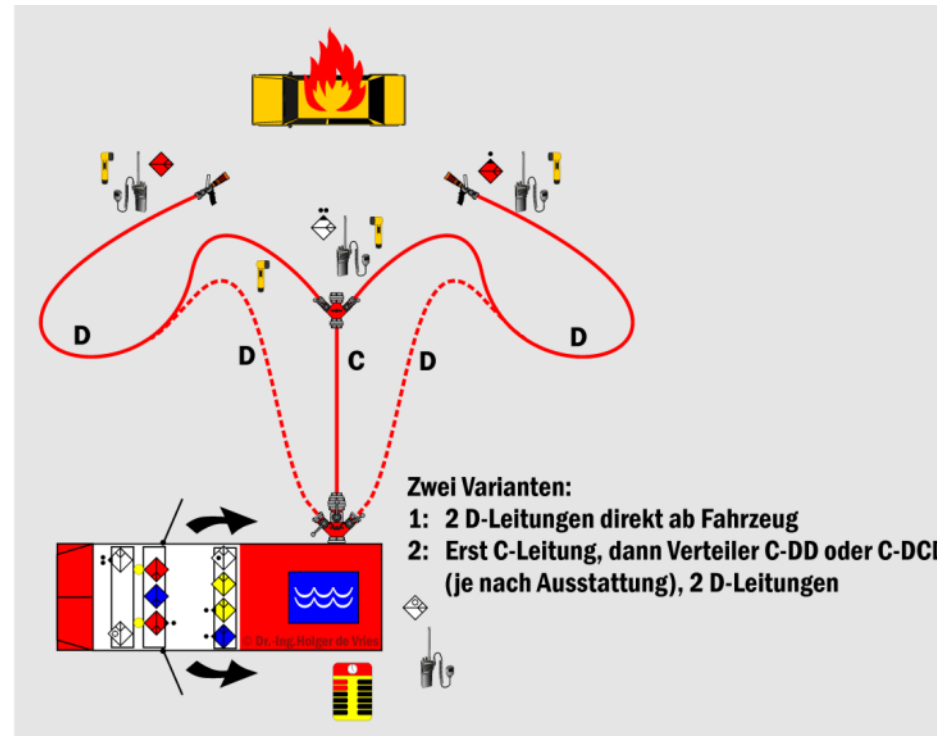 D
D
C
D
D
Zwei Varianten:
1: 2 D-Leitungen direkt ab Fahrzeug
2: Erst C-Leitung, dann Verteiler C-DD oder C-DCD
(je nach Ausstattung), 2 D-Leitungen
© Dr.-Ing.Holger de Vries